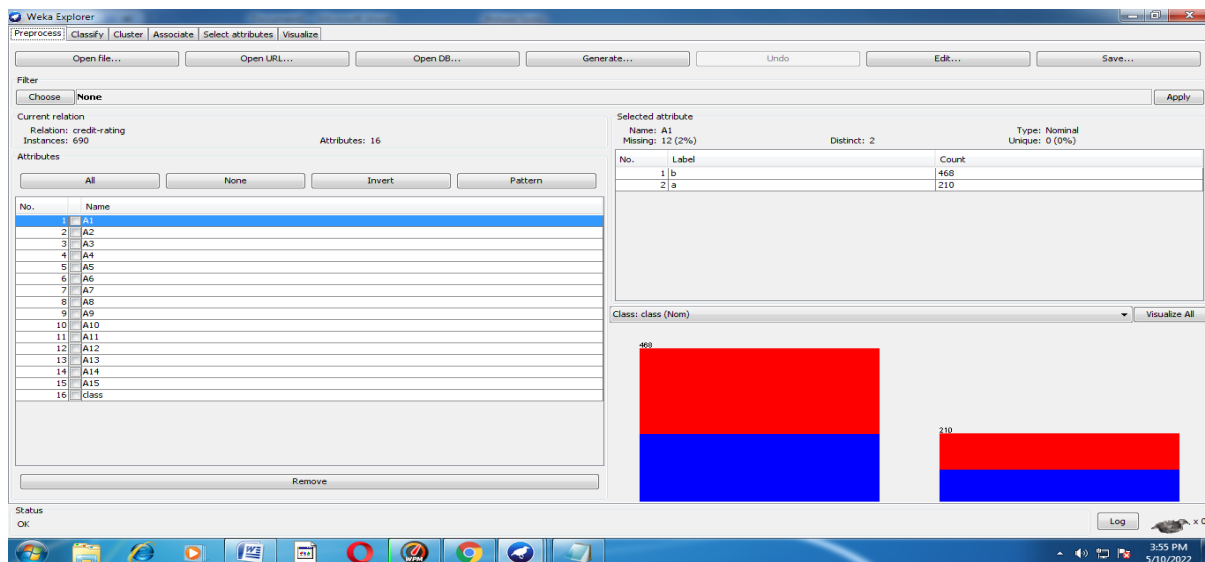 Weka Explorer
Preprocess Classify Cluster Associate Select attributes Visualize
Open file... Open URL... Open DB... Generate... Undo Edit... Save...
Filter
Choose None Apply
Current relation
Relation: credit-rating
Instances: 690 Attributes: 16
Attributes
All None Invert Pattern
No. Name
1 A1
2 A2
3 A3
4 A4
5 A5
6 A6
7 A7
8 A8
9 A9
10 A10
11 A11
12 A12
13 A13
14 A14
15 A15
16 class
Remove
Selected attribute
Name: A1 Type: Nominal
Missing: 12 (2%) Distinct: 2 Unique: 0 (0%)
No. Label Count
1 b 468
2 a 210
Class: class (Nom) Visualize All
468
210
Status
OK
Log x 0
WPM
3:55 PM
5/10/2022